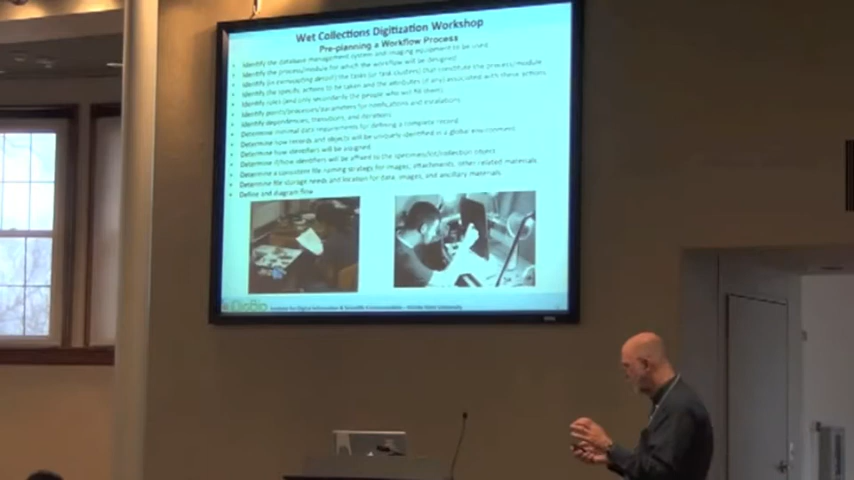 Wet Collections Digitization Workshop
Pre-planning a Workflow Process
Identify the database management system and imaging equipment to be used
Identify the process/module for which the workflow will be designed
Identify the tasks (or task clusters) that constitute the process/module
Identify the specific actions to be taken and the attributes (if any) associated with these actions
Identify roles (and only secondarily the people who will fill them)
Identify points/processes/parameters for notifications and escalations
Identify dependencies, transitions, and iterations
Determine minimal data requirements for defining a complete record
Determine how records and objects will be uniquely identified in a global environment
Determine how identifiers will be assigned
Determine if/how identifiers will be affixed to the specimens/lot/collection objects
Determine a consistent file naming strategy for images, attachments, other related materials
Determine file storage needs and location for data, images, and ancillary materials
Define and diagram flow